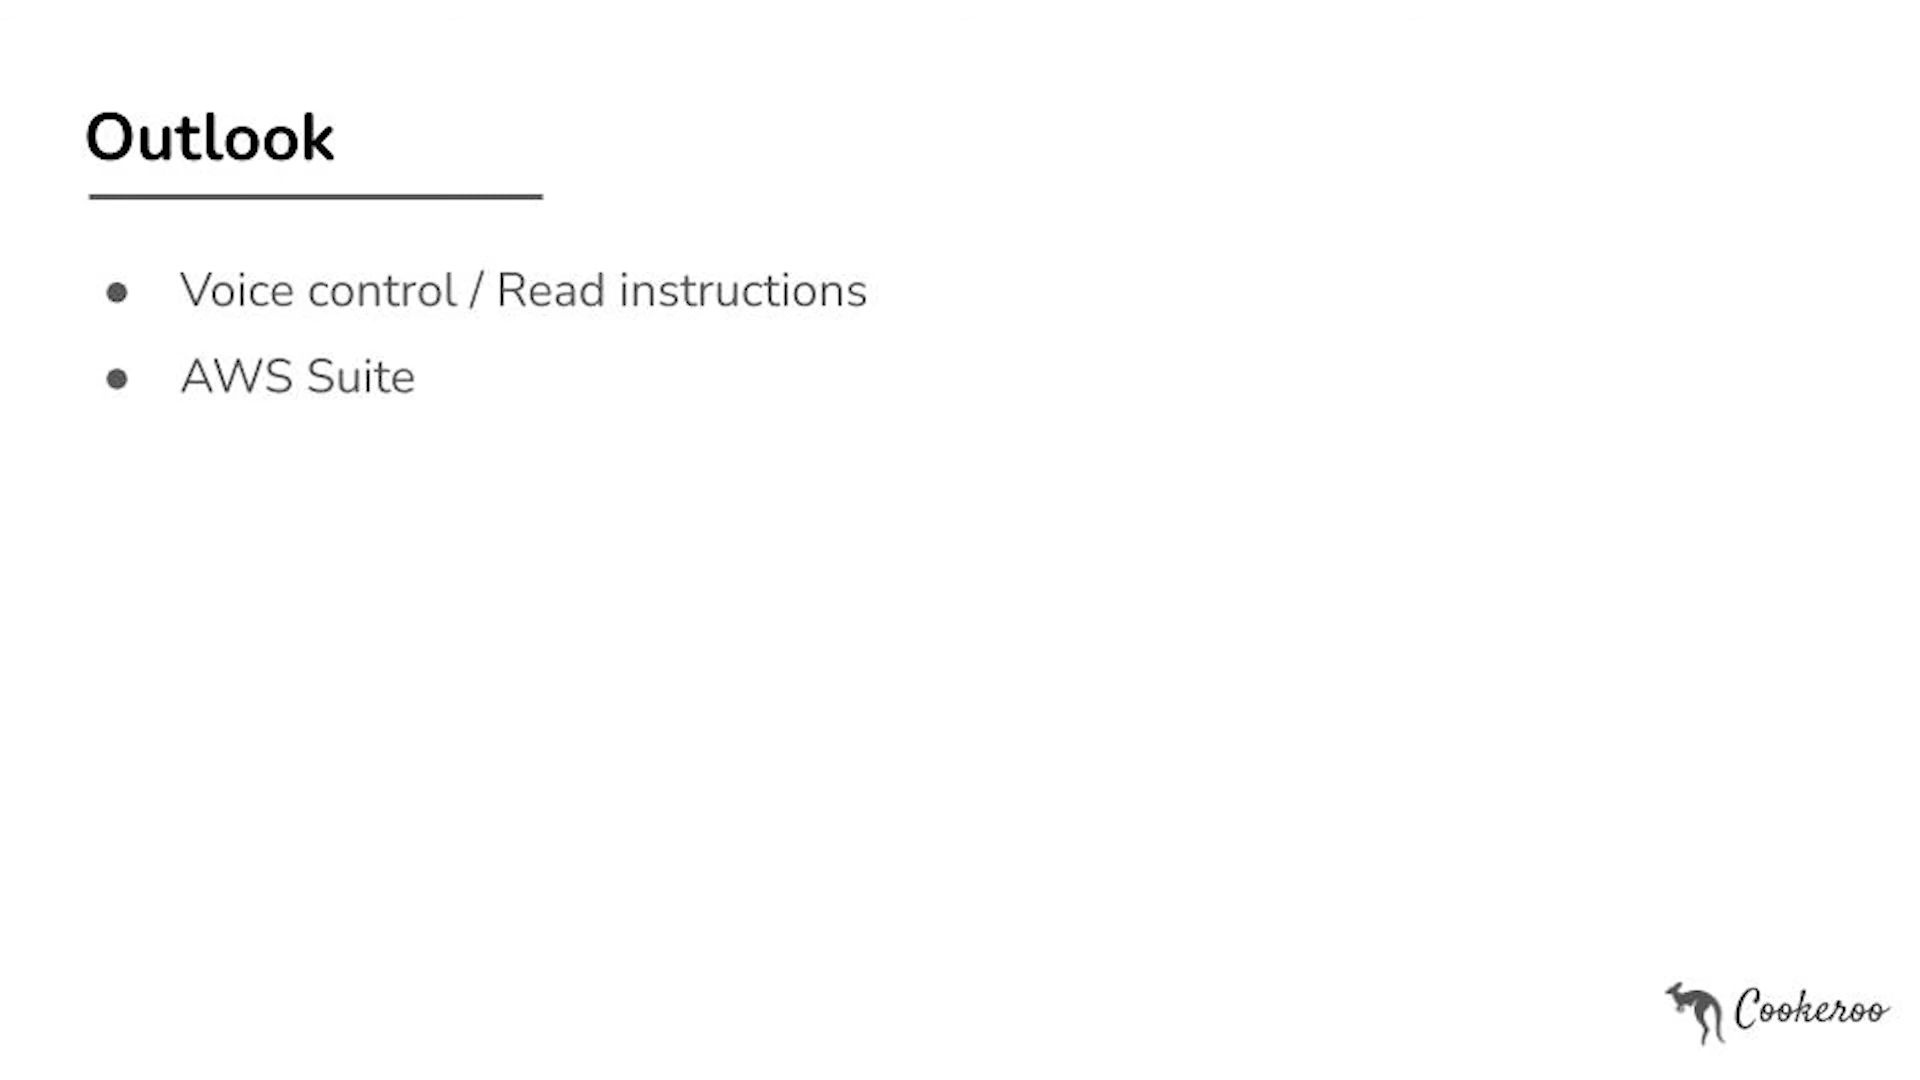 Outlook
● Voice control / Read instructions
● AWS Suite
Cookeroo